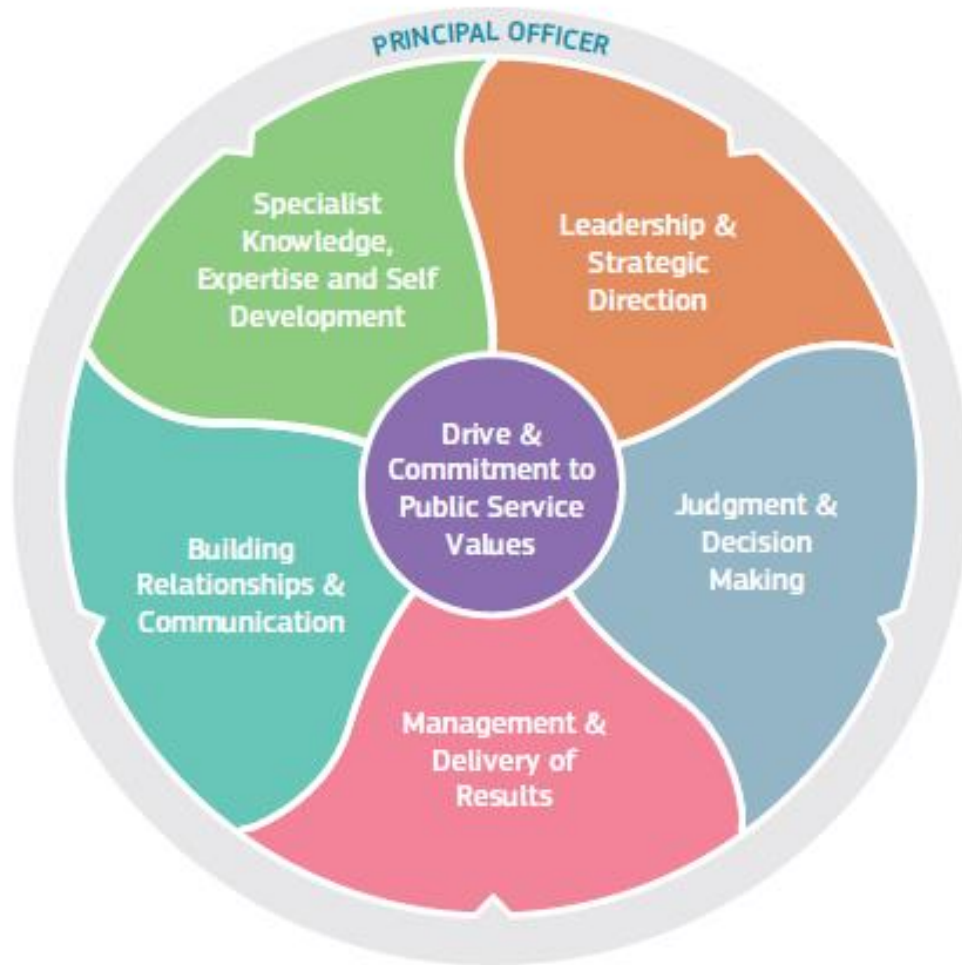 PRINCIPAL OFFICER
Specialist
Knowledge,
Expertise and Self
Development
Leadership &
Strategic
Direction
Drive &
Commitment to
Public Service
Values
Judgment &
Decision
Making
Building
Relationships &
Communication
Management &
Delivery of
Results